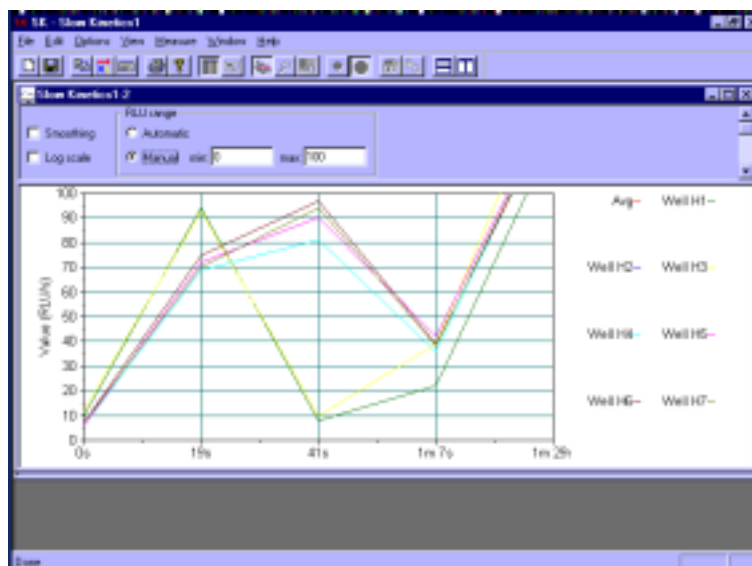 SK - Slow Kinetics1
File Edit Options View Measure Window Help
Slow Kinetics1:2
RLU range
Smoothing Automatic
Log scale Manual min: 0 max: 100
Value (RLU/s)
100
90
80
70
60
50
40
30
20
10
0
0s 19s 41s 1m 7s 1m 29s
Avg Well H1
Well H2 Well H3
Well H4 Well H5
Well H6 Well H7
Done